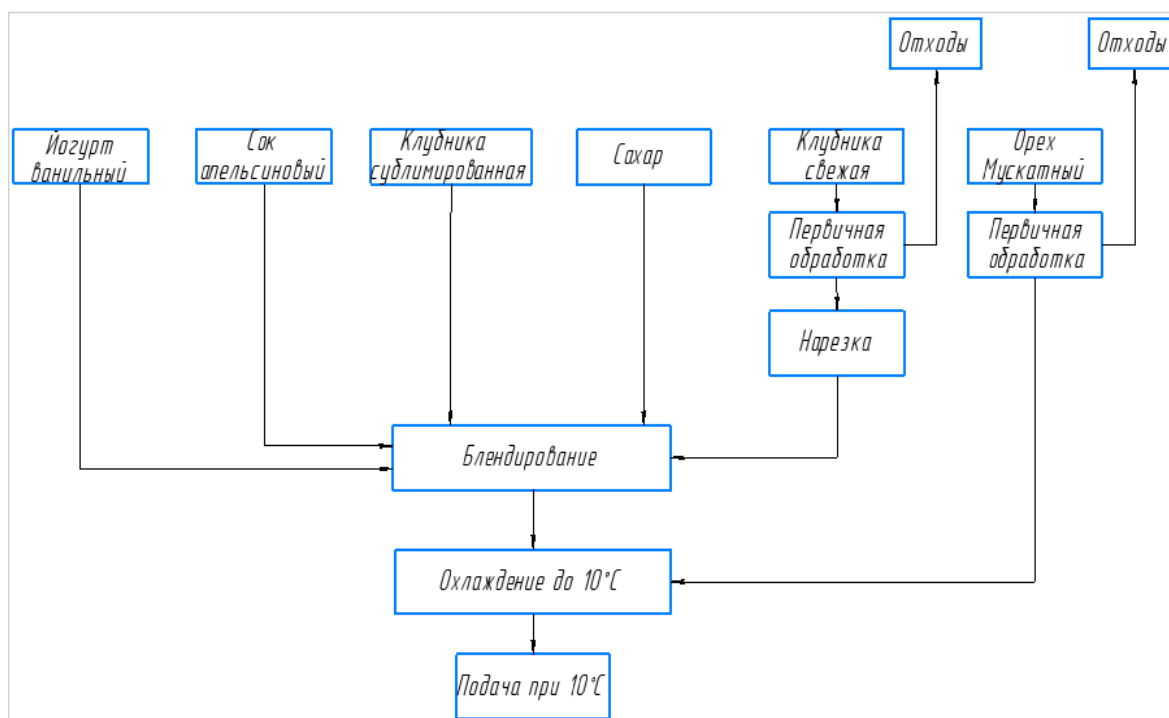 Отходы
Отходы
Йогурт
ванильный
Сок
апельсиновый
Клубника
сублимированная
Сахар
Клубника
свежая
Орех
Мускатный
Первичная
обработка
Первичная
обработка
Нарезка
Блендирование
Охлаждение до 10°С
Подача при 10°С